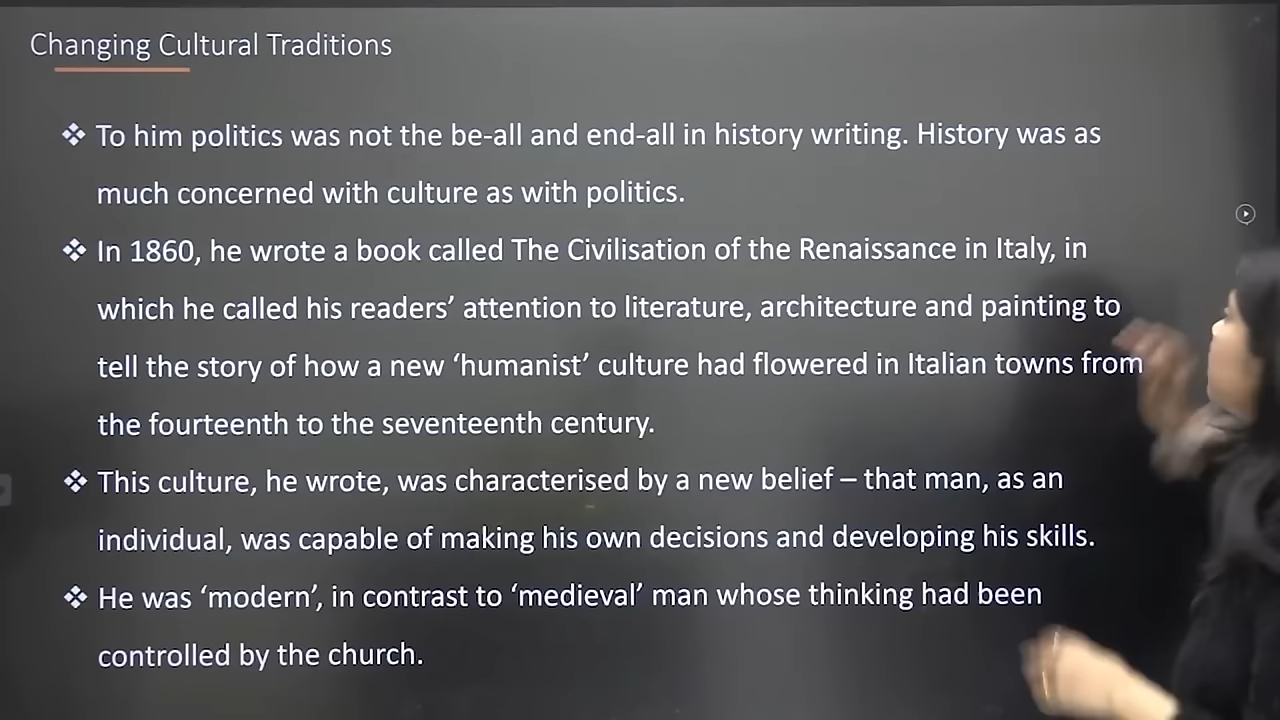 Changing Cultural Traditions
❖ To him politics was not the be-all and end-all in history writing. History was as
much concerned with culture as with politics.
❖ In 1860, he wrote a book called The Civilisation of the Renaissance in Italy, in
which he called his readers’ attention to literature, architecture and painting to
tell the story of how a new ‘humanist’ culture had flowered in Italian towns from
the fourteenth to the seventeenth century.
❖ This culture, he wrote, was characterised by a new belief – that man, as an
individual, was capable of making his own decisions and developing his skills.
❖ He was ‘modern’, in contrast to ‘medieval’ man whose thinking had been
controlled by the church.